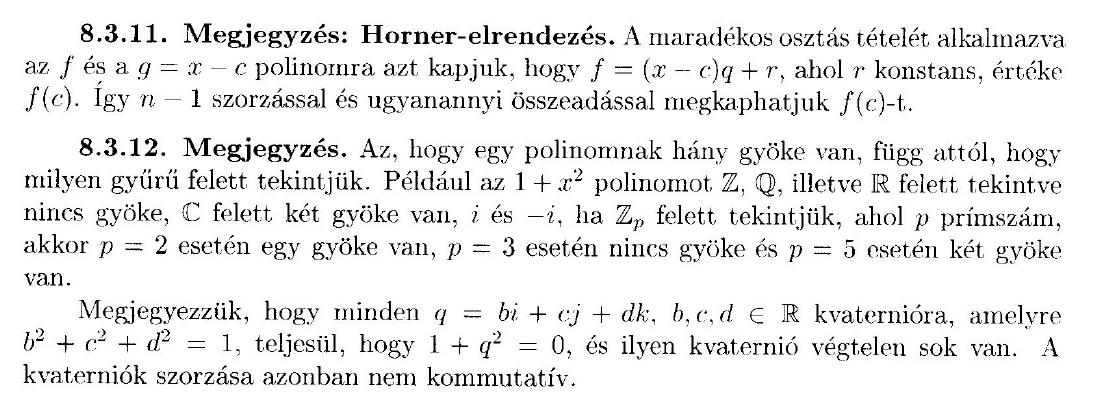 8.3.11. Megjegyzés: Horner-elrendezés. A maradékos osztás tételét alkalmazva
az f és a g = x − c polinomra azt kapjuk, hogy f = (x − c)q + r, ahol r konstans, értéke
f(c). Így n − 1 szorzással és ugyanannyi összeadással megkaphatjuk f(c)-t.
8.3.12. Megjegyzés. Az, hogy egy polinomnak hány gyöke van, függ attól, hogy
milyen gyűrű felett tekintjük. Például az 1 + x² polinomot ℤ, ℚ, illetve ℝ felett tekintve
nincs gyöke, ℂ felett két gyöke van, i és −i, ha ℤₚ felett tekintjük, ahol p prímszám,
akkor p = 2 esetén egy gyöke van, p = 3 esetén nincs gyöke és p = 5 esetén két gyöke
van.
Megjegyezzük, hogy minden q = bi + cj + dk, b, c, d ∈ ℝ kvaternióra, amelyre
b² + c² + d² = 1, teljesül, hogy 1 + q² = 0, és ilyen kvaternió végtelen sok van. A
kvaterniók szorzása azonban nem kommutatív.